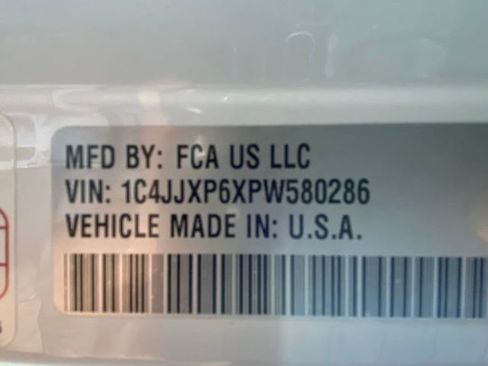 MFD BY: FCA US LLC
VIN: 1C4JJXP6XPW580286
VEHICLE MADE IN: U.S.A.